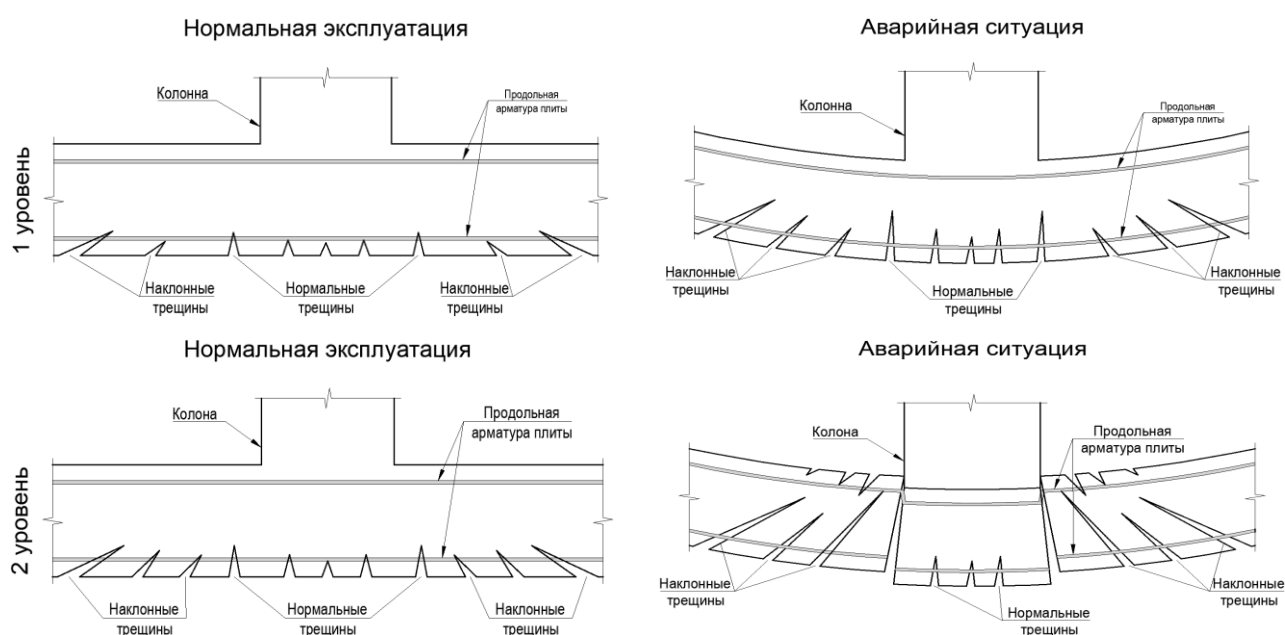 Нормальная эксплуатация
Аварийная ситуация
1 уровень
Колонна
Продольная
арматура плиты
Наклонные
трещины
Нормальные
трещины
Наклонные
трещины
Колонна
Продольная
арматура плиты
Наклонные
трещины
Нормальные
трещины
Наклонные
трещины
Нормальная эксплуатация
Аварийная ситуация
2 уровень
Колона
Продольная
арматура плиты
Наклонные
трещины
Нормальные
трещины
Наклонные
трещины
Колона
Продольная
арматура плиты
Наклонные
трещины
Нормальные
трещины
Наклонные
трещины